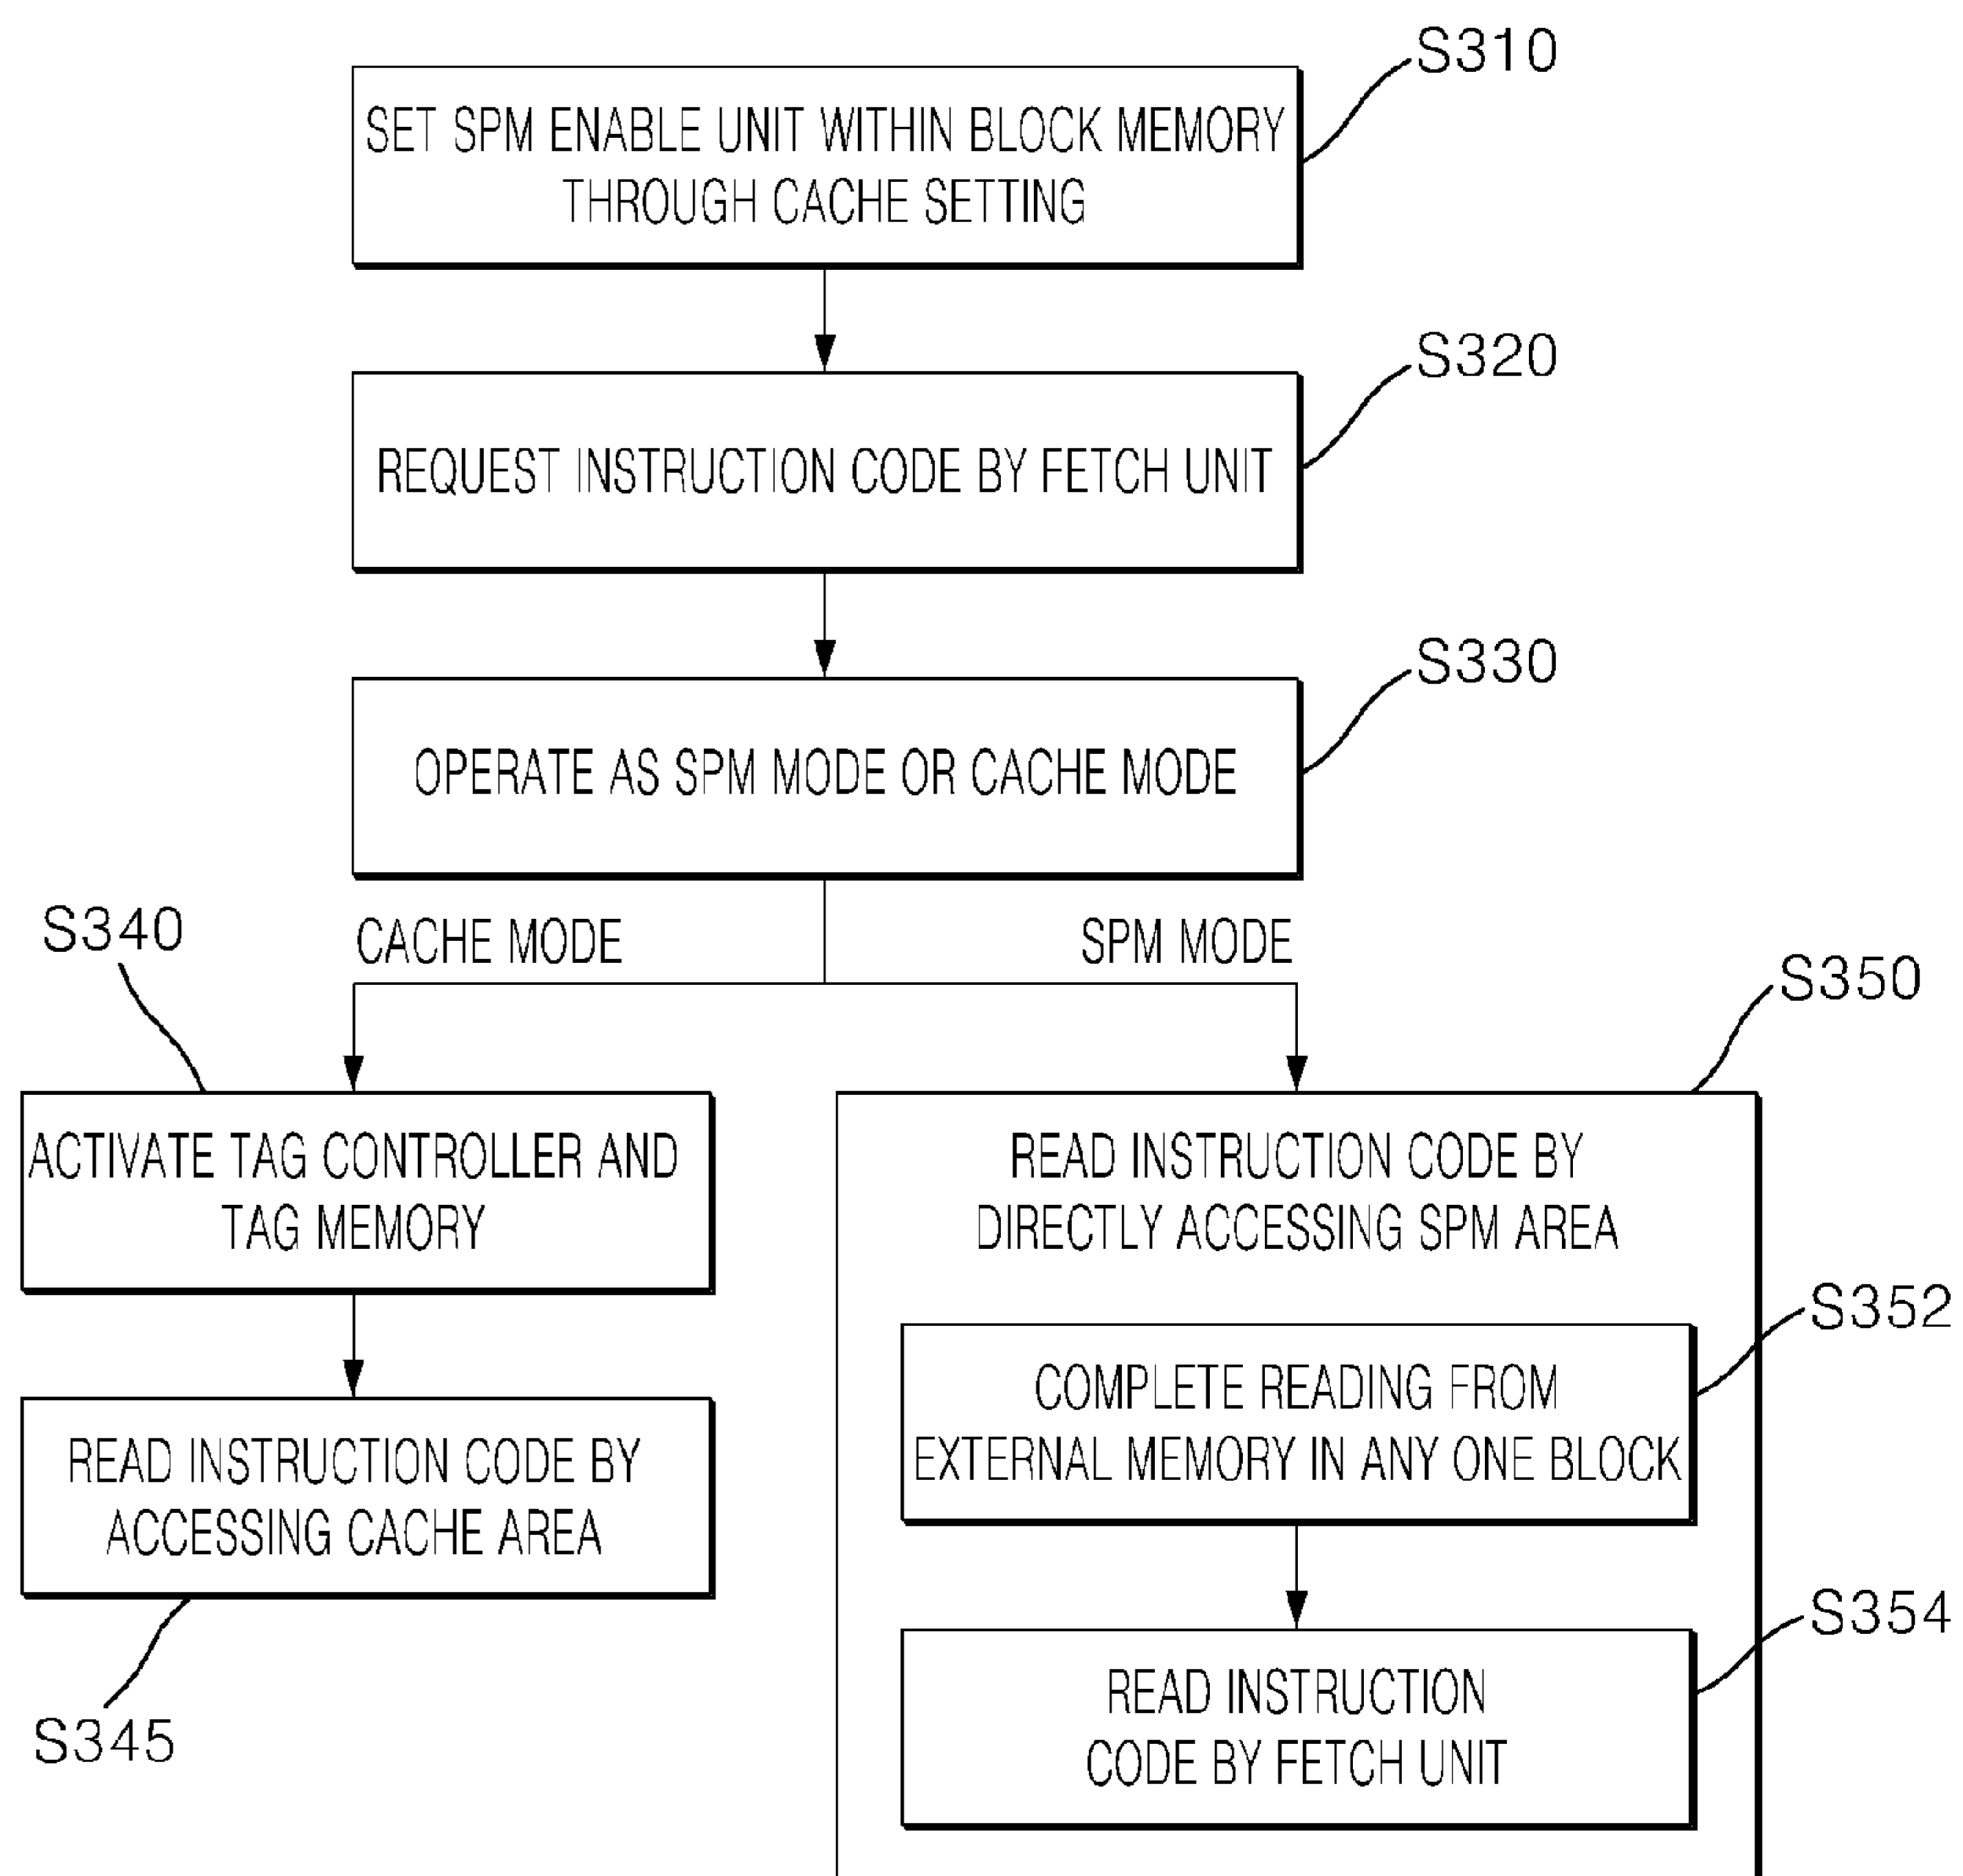 S310
SET SPM ENABLE UNIT WITHIN BLOCK MEMORY
THROUGH CACHE SETTING
S320
REQUEST INSTRUCTION CODE BY FETCH UNIT
S330
OPERATE AS SPM MODE OR CACHE MODE
S340
CACHE MODE
SPM MODE
S350
ACTIVATE TAG CONTROLLER AND
TAG MEMORY
READ INSTRUCTION CODE BY
DIRECTLY ACCESSING SPM AREA
S352
COMPLETE READING FROM
EXTERNAL MEMORY IN ANY ONE BLOCK
READ INSTRUCTION CODE BY
ACCESSING CACHE AREA
S345
S354
READ INSTRUCTION
CODE BY FETCH UNIT